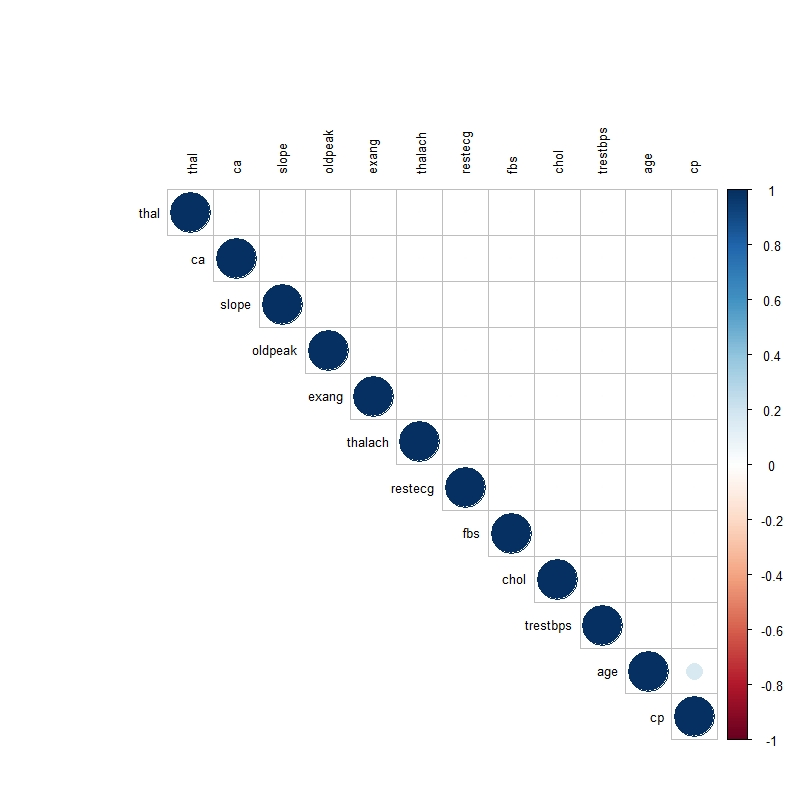 thal ca slope oldpeak exang thalach restecg fbs chol trestbps age cp
thal
ca
slope
oldpeak
exang
thalach
restecg
fbs
chol
trestbps
age
cp
1
0.8
0.6
0.4
0.2
0
-0.2
-0.4
-0.6
-0.8
-1